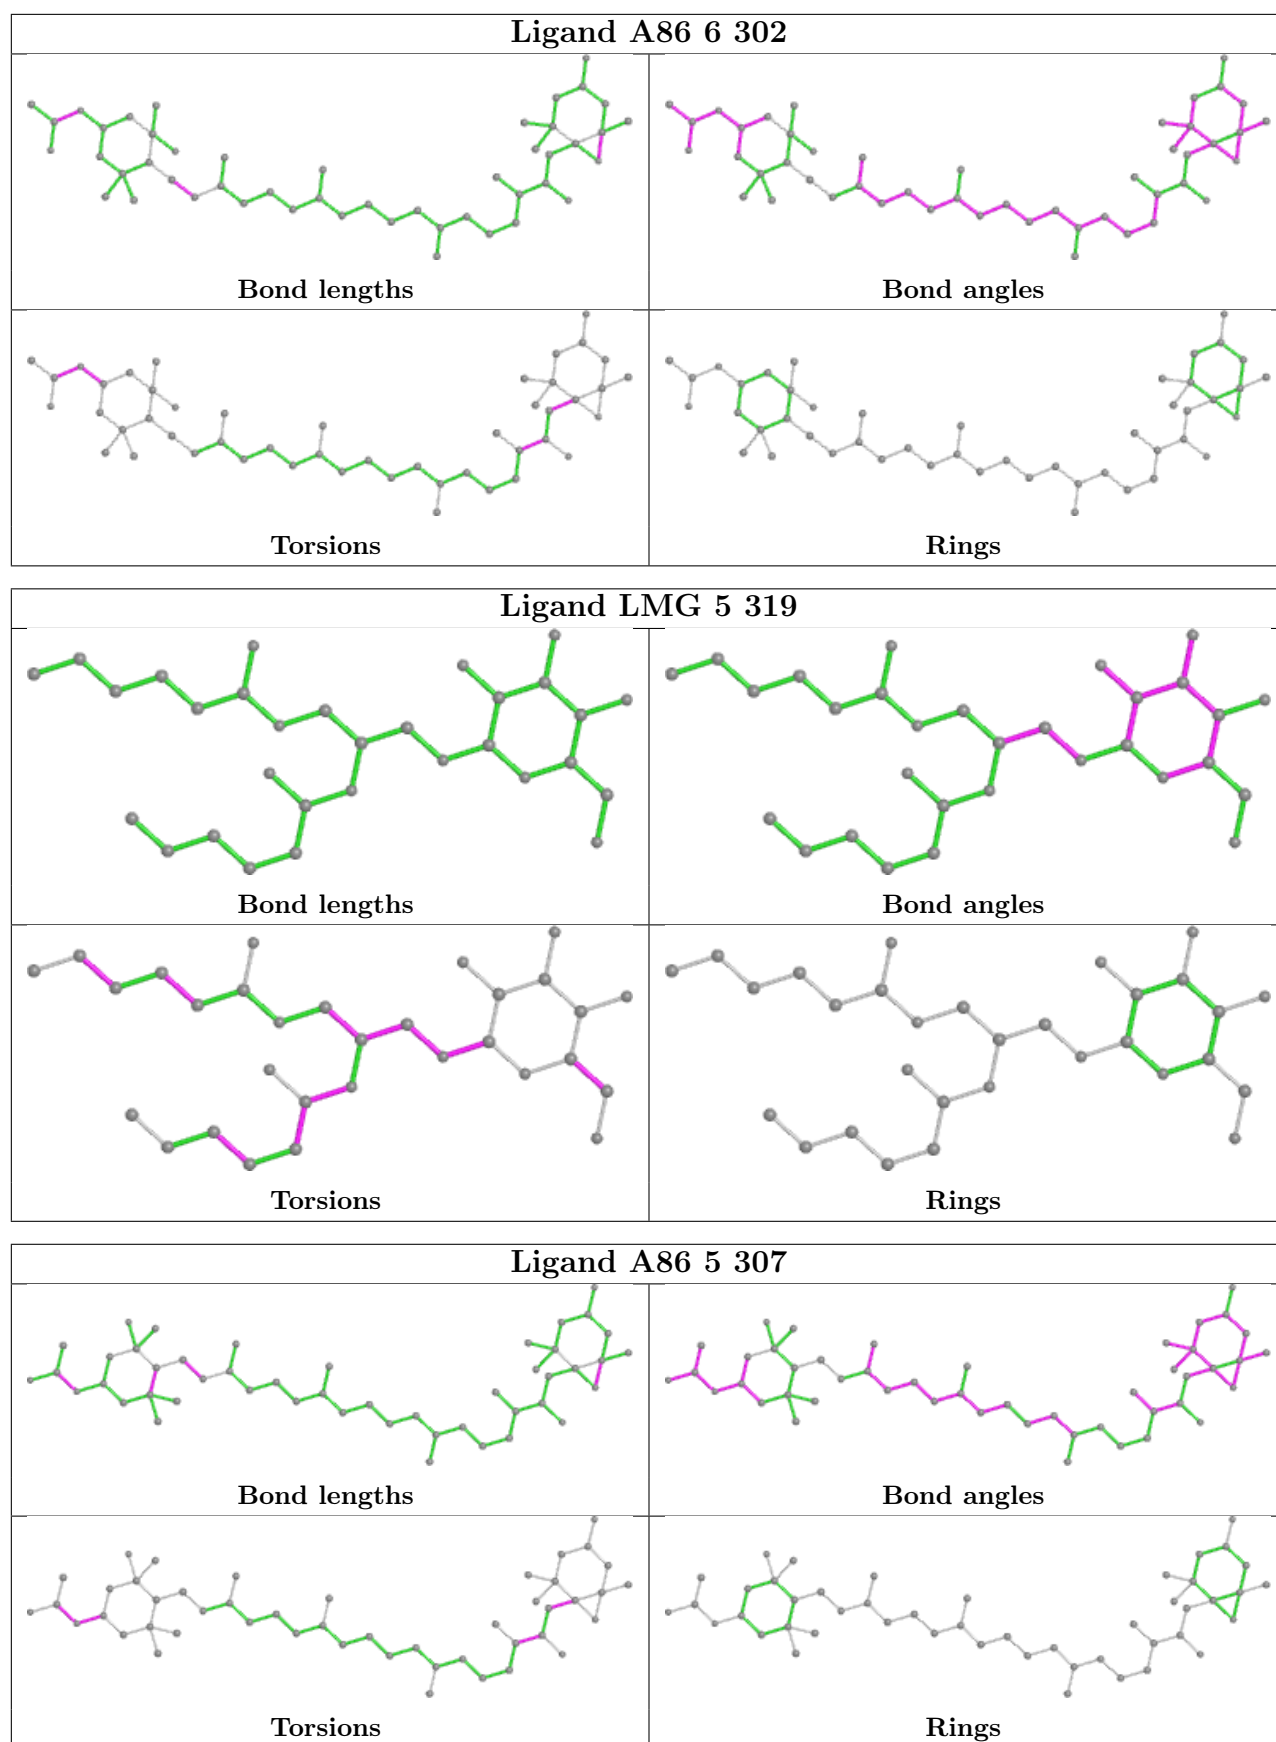 Ligand A86 6 302
Bond lengths
Bond angles
Torsions
Rings
Ligand LMG 5 319
Bond lengths
Bond angles
Torsions
Rings
Ligand A86 5 307
Bond lengths
Bond angles
Torsions
Rings